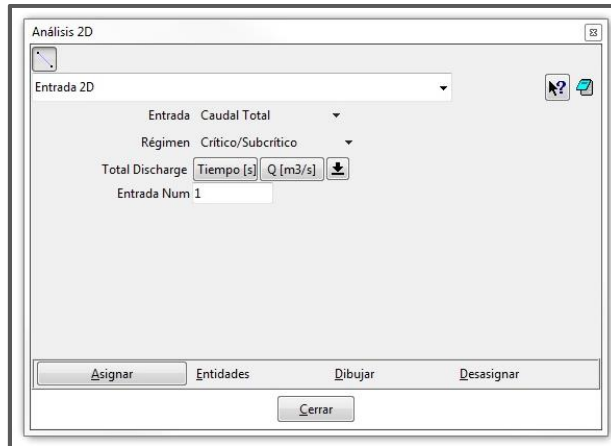 Análisis 2D
Entrada 2D
Entrada Caudal Total
Régimen Crítico/Subcrítico
Total Discharge Tiempo [s] Q [m3/s]
Entrada Num 1
Asignar Entidades Dibujar Desasignar
Cerrar